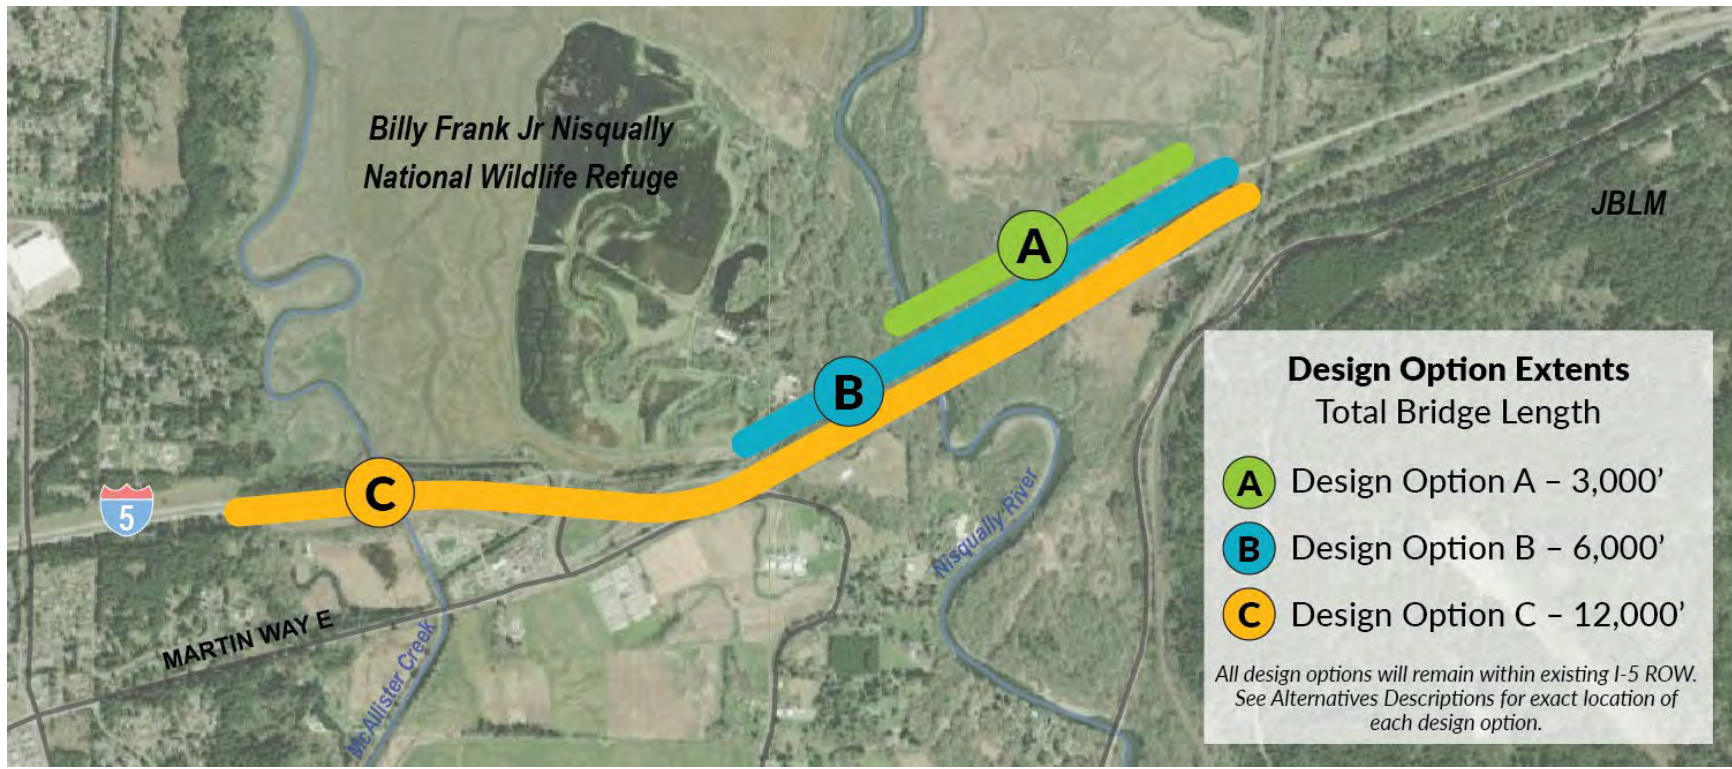 Billy Frank Jr Nisqually
National Wildlife Refuge
JBLM
A
B
C
5
MARTIN WAY E
McAllister Creek
Nisqually River
Design Option Extents
Total Bridge Length
A Design Option A – 3,000’
B Design Option B – 6,000’
C Design Option C – 12,000’
All design options will remain within existing I-5 ROW.
See Alternatives Descriptions for exact location of
each design option.